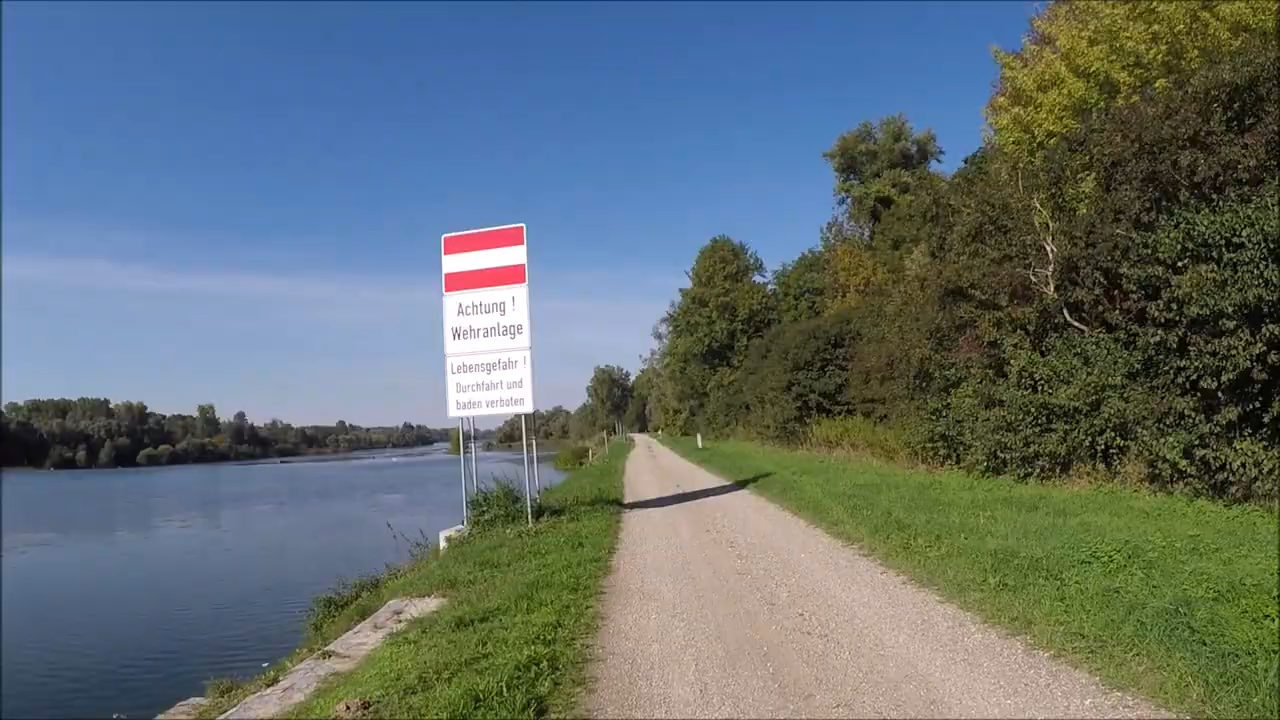 Achtung !
Wehranlage
Lebensgefahr !
Durchfahrt und
baden verboten